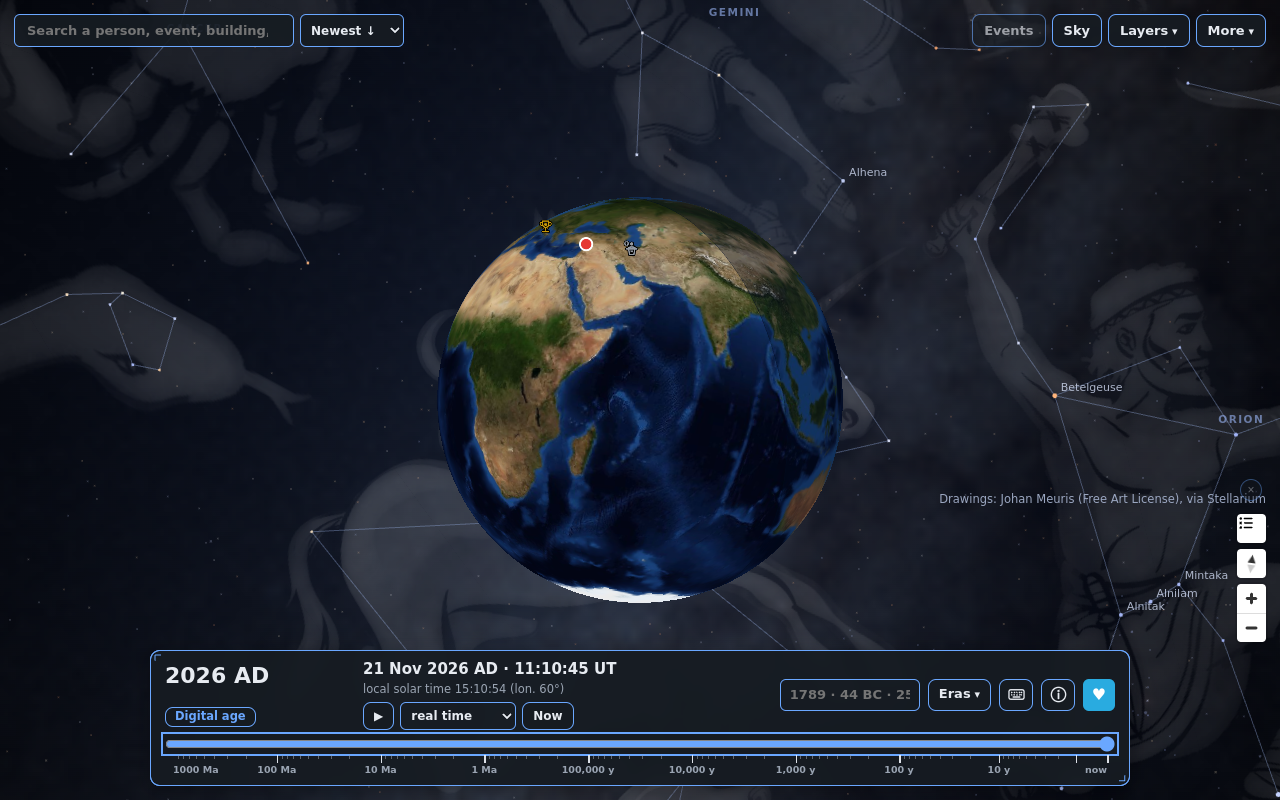 GEMINI
Search a person, event, building,
Newest ↓
Events
Sky
Layers ▾
More ▾
Alhena
Betelgeuse
ORION
Drawings: Johan Meuris (Free Art License), via Stellarium
Mintaka
Alnilam
Alnitak
2026 AD
21 Nov 2026 AD · 11:10:45 UT
local solar time 15:10:54 (lon. 60°)
1789 · 44 BC · 25
Eras ▾
Digital age
real time
Now
1000 Ma
100 Ma
10 Ma
1 Ma
100,000 y
10,000 y
1,000 y
100 y
10 y
now